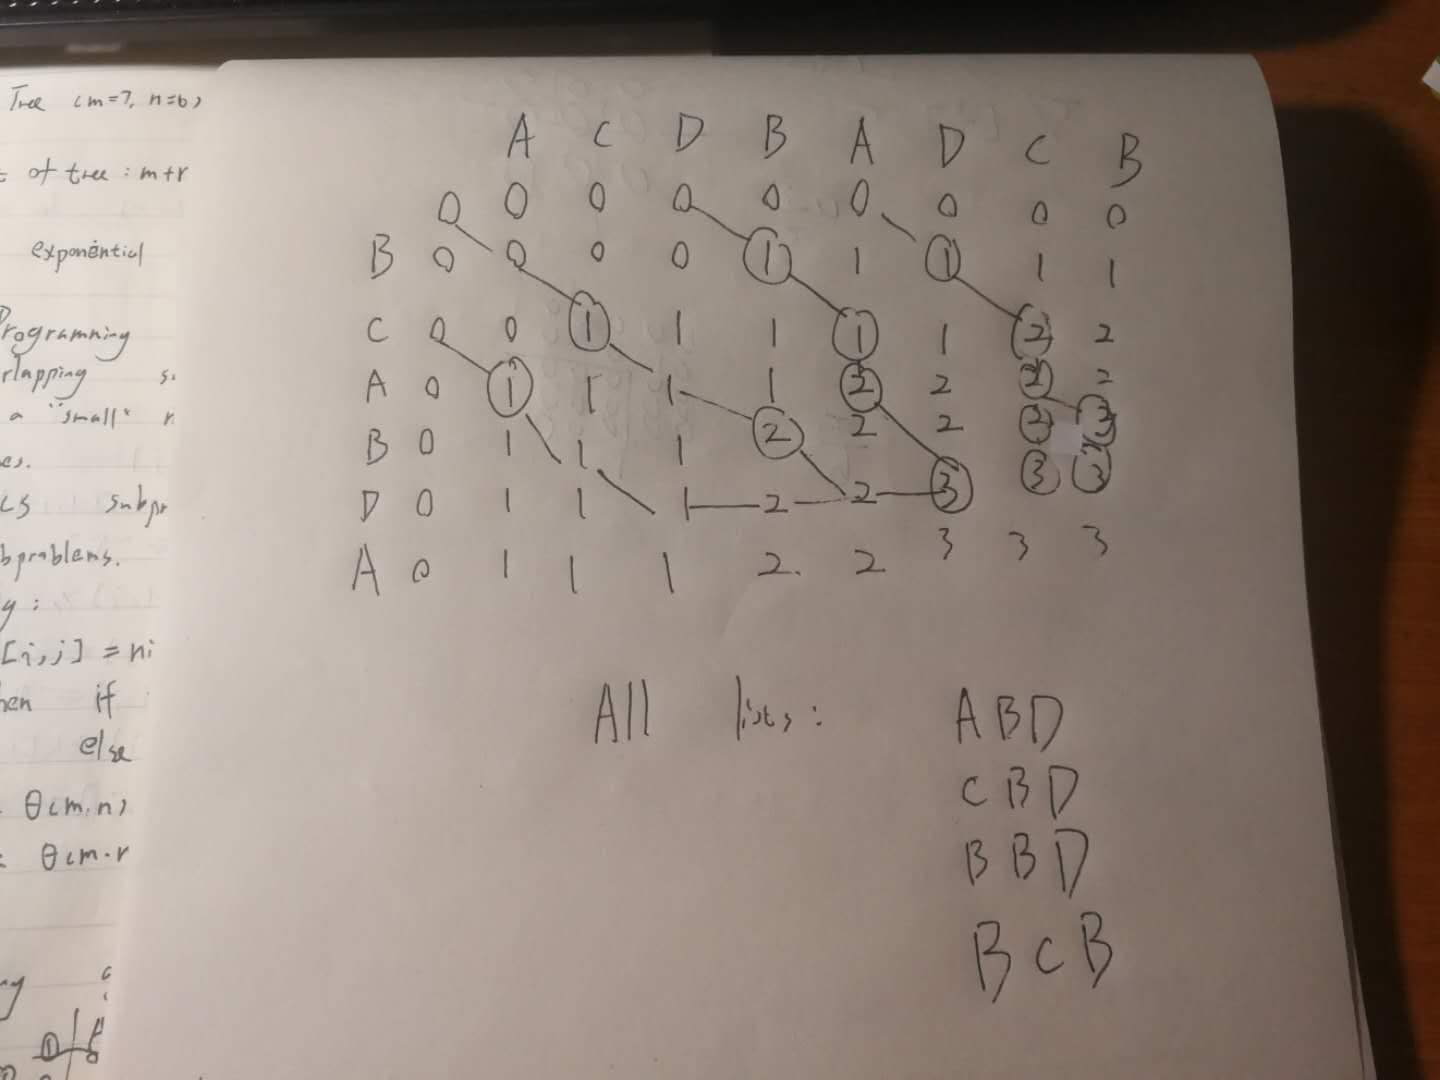 Tree (m=7, n=6)
of tree : m+r
exponential
Programming
rlapping
a "small"
es.
LCS subpr
bproblems.
y :
[i,j] = ni
hen if
else
θ(m,n)
θ(m·r
A C D B A D C B
0 0 0 0 0 0 0 0 0
B 0 0 0 0 1 1 1 1 1
C 0 0 1 1 1 1 1 2 2
A 0 1 1 1 1 2 2 2 2
B 0 1 1 1 2 2 2 2 3
D 0 1 1 1 2 2 3 3 3
A 0 1 1 1 2 2 3 3 3
All lists :
ABD
CBD
BBD
BCB